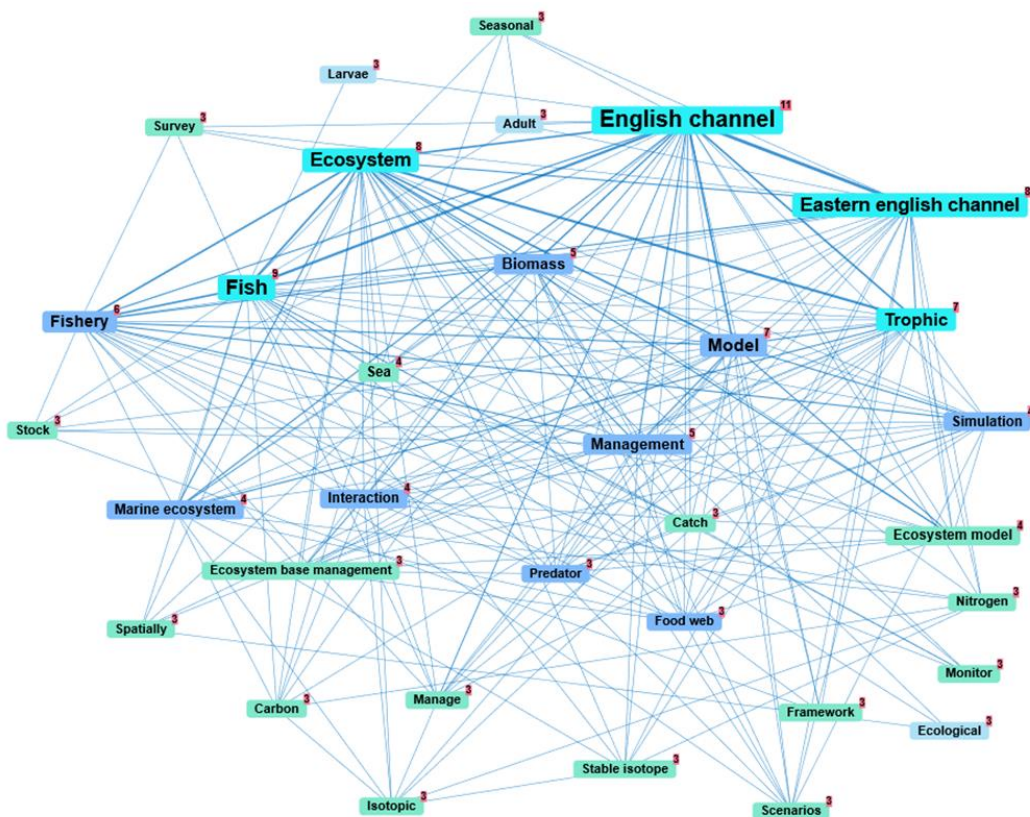 Seasonal 3
Larvae 3
Survey 3
Adult 3
English channel 11
Ecosystem 8
Eastern english channel 8
Biomass 5
Fish 9
Fishery 6
Trophic 7
Model 7
Sea 4
Stock 3
Simulation
Management 5
Marine ecosystem 4
Interaction 4
Catch 3
Ecosystem model 4
Ecosystem base management 3
Predator 3
Nitrogen 3
Food web 3
Spatially 3
Monitor 3
Manage 3
Carbon 3
Framework 3
Ecological 3
Stable isotope 3
Isotopic 3
Scenarios 3